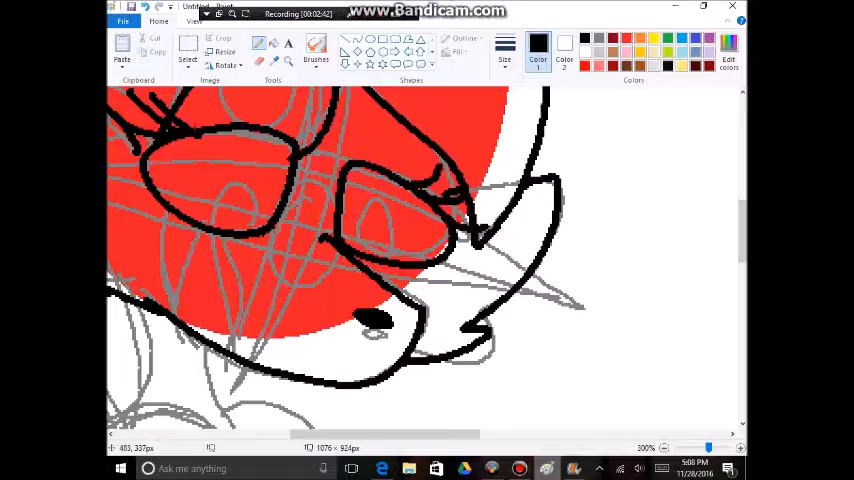 Untitled - Paint
Recording [00:02:42]
www.Bandicam.com
File
Home
View
Paste
Cut
Copy
Clipboard
Select
Crop
Resize
Rotate
Image
Tools
Brushes
Outline
Fill
Shapes
Size
Color 1
Color 2
Edit colors
Colors
483, 337px
1076 × 924px
300%
Ask me anything
5:08 PM
11/28/2016